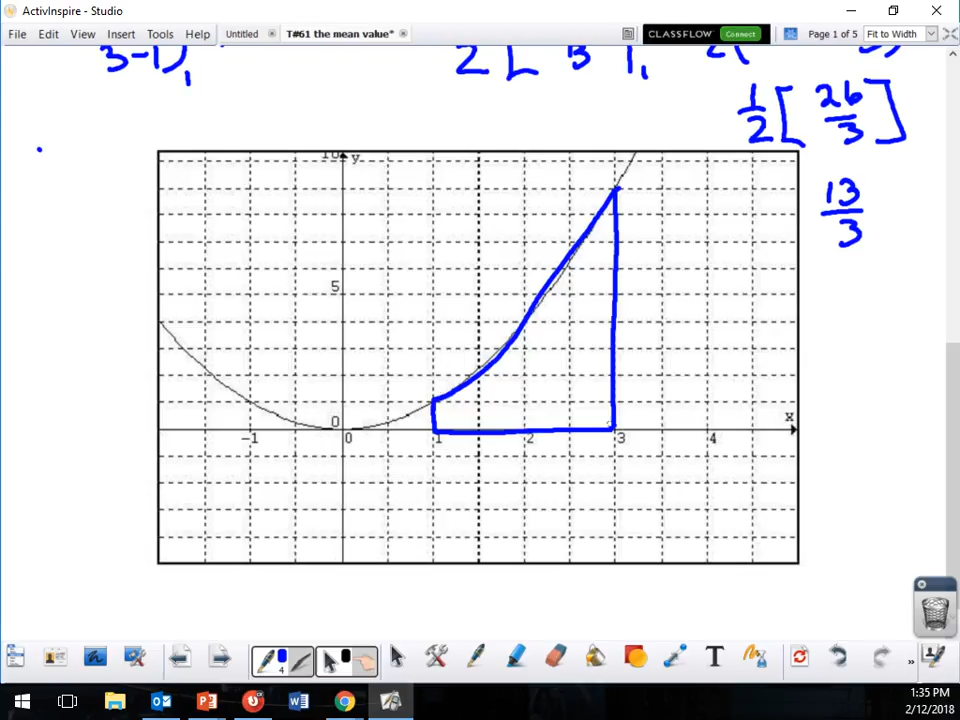 ActivInspire - Studio
File Edit View Insert Tools Help Untitled T#61 the mean value* CLASSFLOW Connect Page 1 of 5 Fit to Width
1/2 [ 26/3 ]
13/3
10 y
5
0
x
-1 0 1 2 3 4
4
T
1:35 PM
2/12/2018